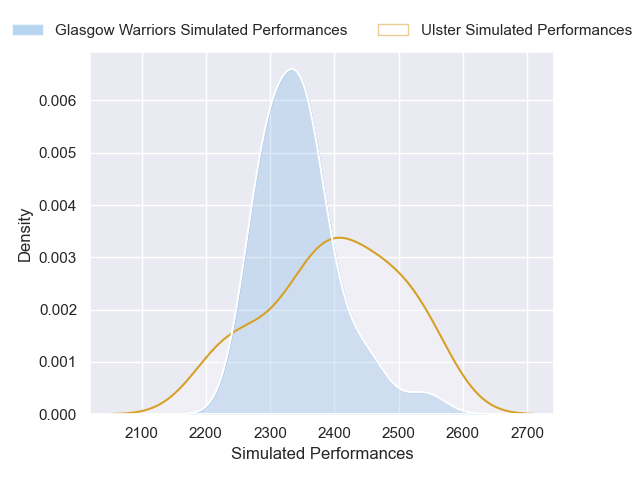 Glasgow Warriors Simulated Performances
Ulster Simulated Performances
0.006
0.005
0.004
0.003
0.002
0.001
0.000
Density
2100 2200 2300 2400 2500 2600 2700
Simulated Performances